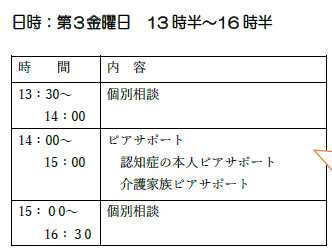 日時：第3金曜日　13時半～16時半
時　　間　内　容
13：30～　個別相談
14：00
14：00～　ピアサポート
15：00　認知症の本人ピアサポート
介護家族ピアサポート
15：00～　個別相談
16：30